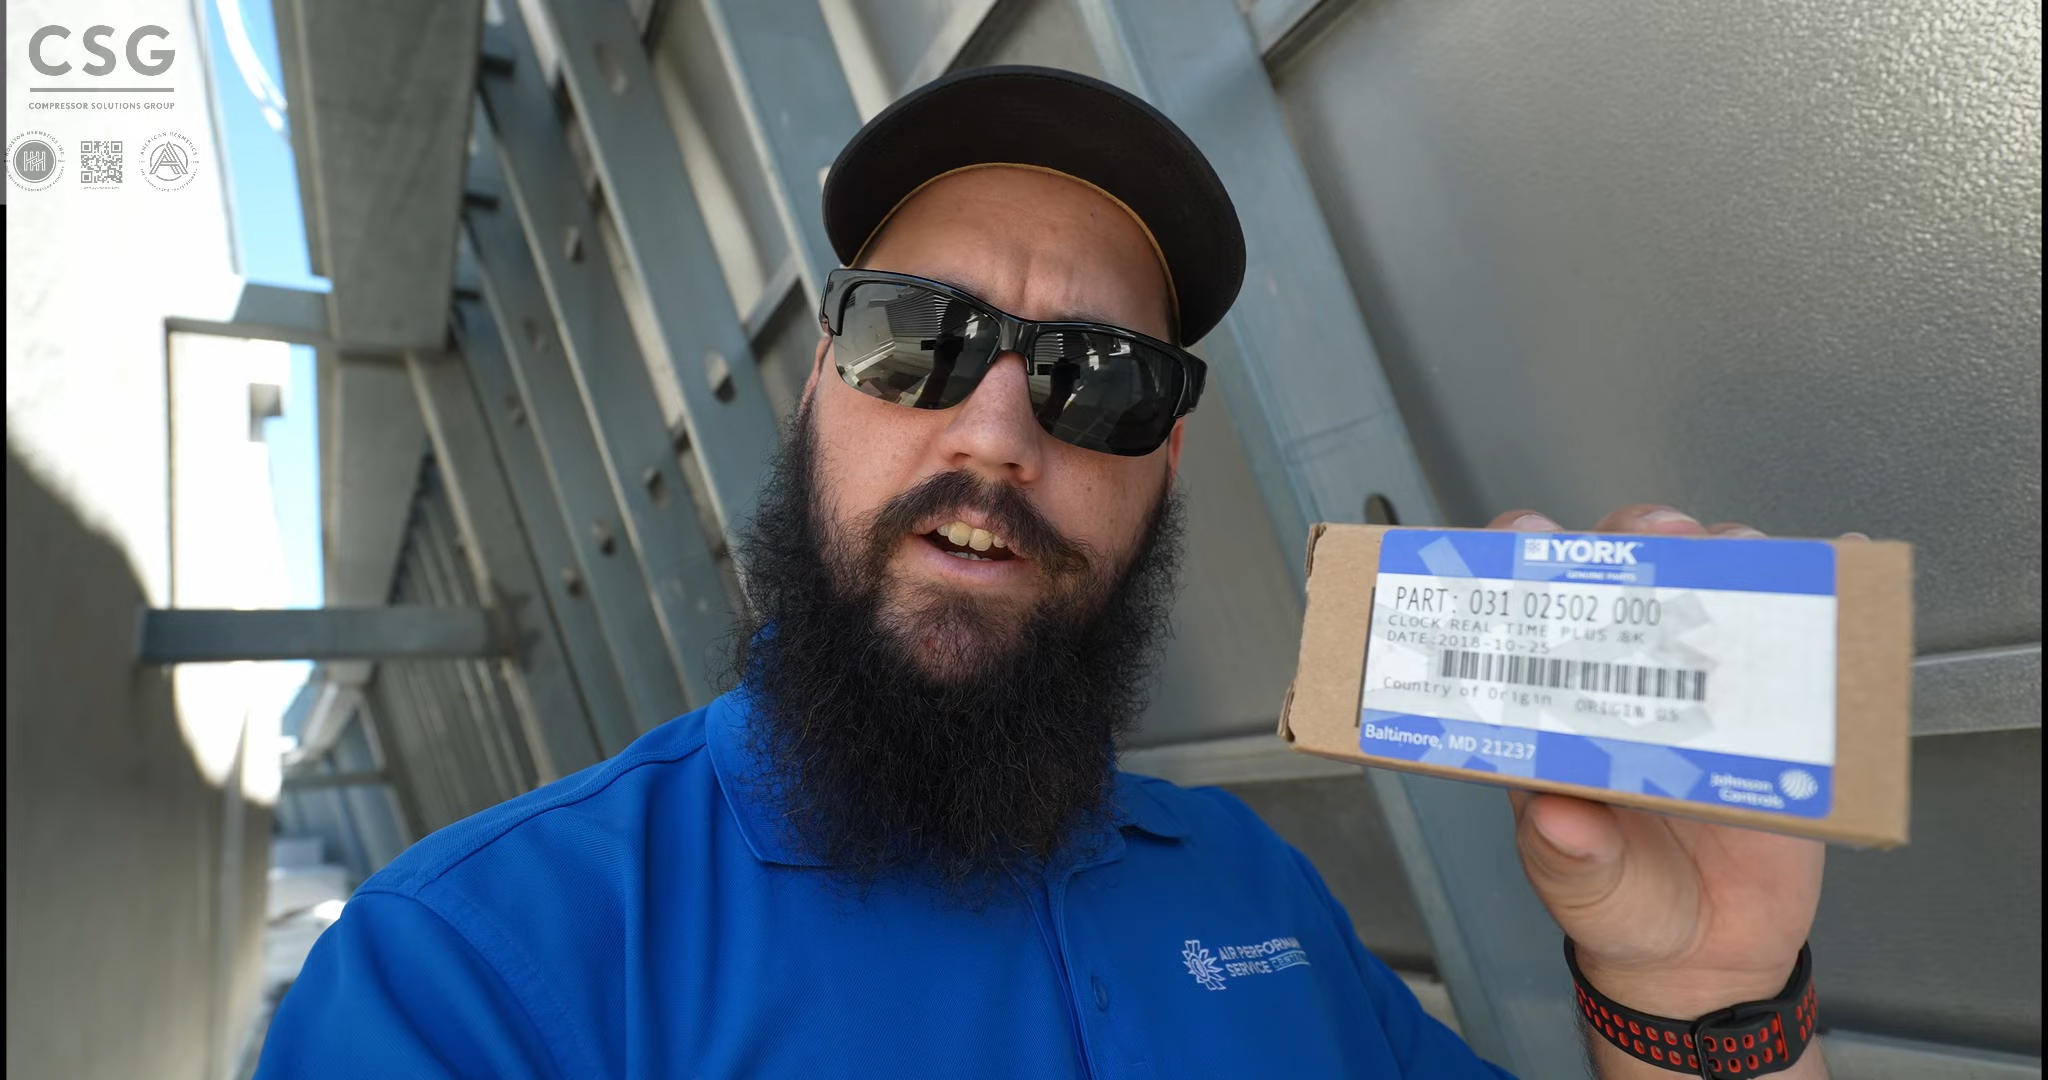 CSG
COMPRESSOR SOLUTIONS GROUP
YORK
GENUINE PARTS
PART: 031 02502 000
CLOCK REAL TIME PLUS 8K
DATE:2018-10-25
Country of Origin ORIGIN US
Baltimore, MD 21237
Johnson
Controls
AIR PERFORMAN
SERVICE